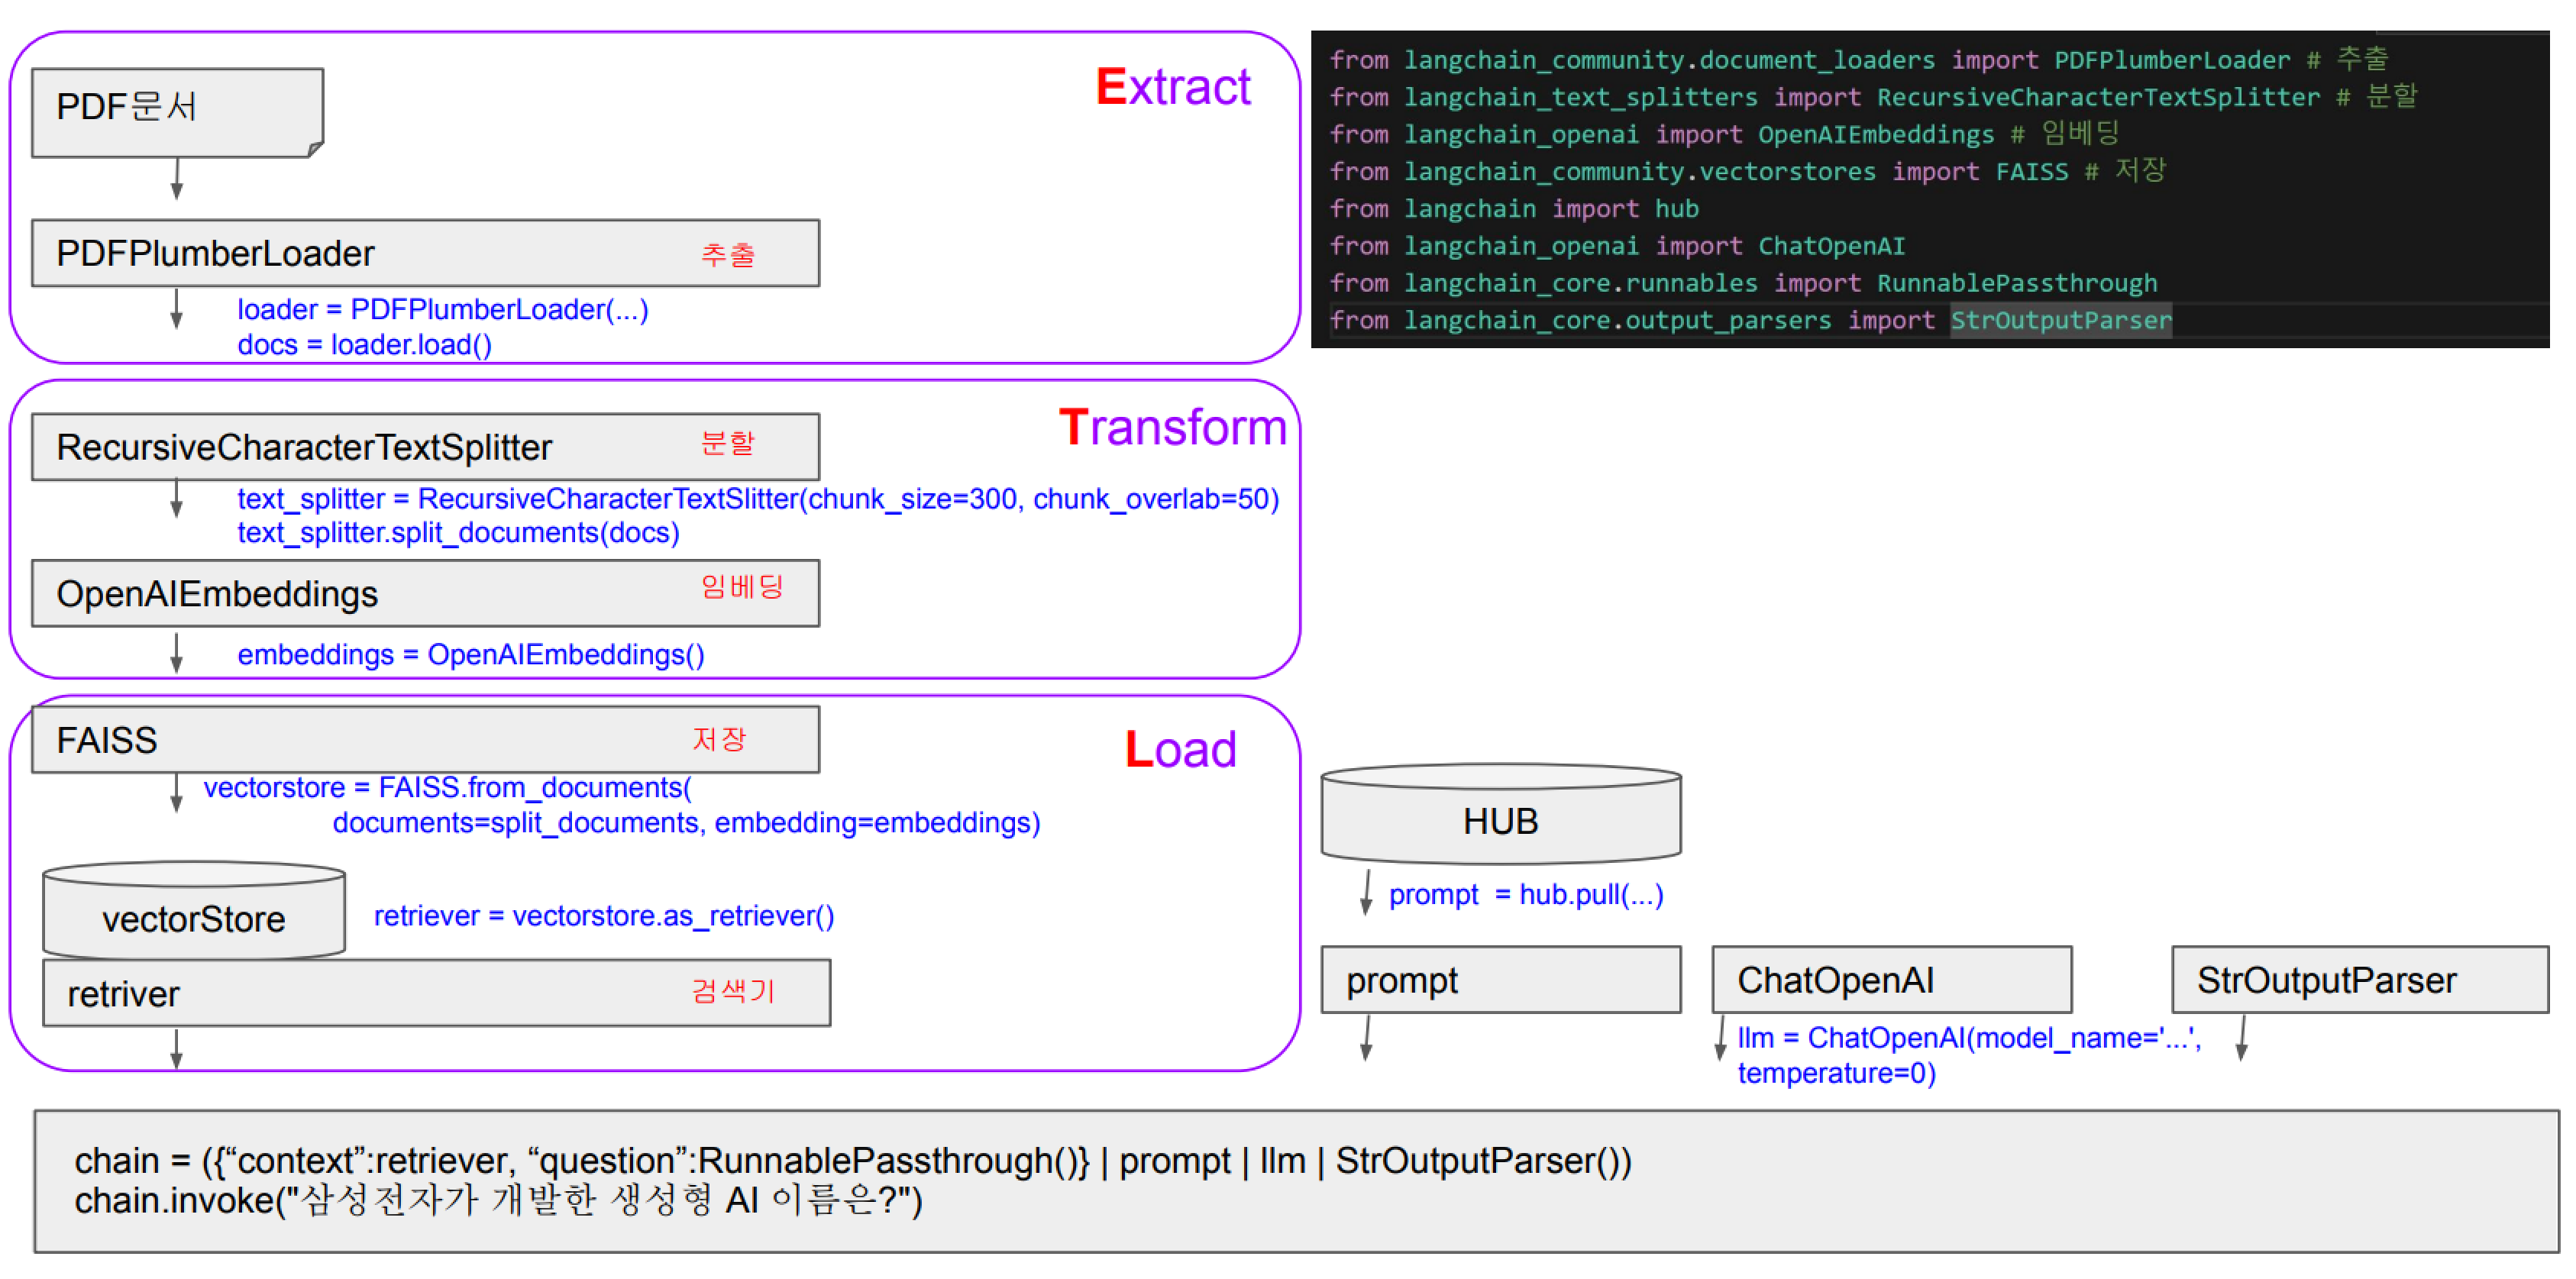 Extract
PDF문서
PDFPlumberLoader 추출
loader = PDFPlumberLoader(...)
docs = loader.load()
from langchain_community.document_loaders import PDFPlumberLoader # 추출
from langchain_text_splitters import RecursiveCharacterTextSplitter # 분할
from langchain_openai import OpenAIEmbeddings # 임베딩
from langchain_community.vectorstores import FAISS # 저장
from langchain import hub
from langchain_openai import ChatOpenAI
from langchain_core.runnables import RunnablePassthrough
from langchain_core.output_parsers import StrOutputParser
Transform
RecursiveCharacterTextSplitter 분할
text_splitter = RecursiveCharacterTextSlitter(chunk_size=300, chunk_overlab=50)
text_splitter.split_documents(docs)
OpenAIEmbeddings 임베딩
embeddings = OpenAIEmbeddings()
Load
FAISS 저장
vectorstore = FAISS.from_documents(
documents=split_documents, embedding=embeddings)
vectorStore
retriever = vectorstore.as_retriever()
retriver 검색기
HUB
prompt = hub.pull(...)
prompt
ChatOpenAI
llm = ChatOpenAI(model_name='...',
temperature=0)
StrOutputParser
chain = ({“context”:retriever, “question”:RunnablePassthrough()} | prompt | llm | StrOutputParser())
chain.invoke("삼성전자가 개발한 생성형 AI 이름은?")